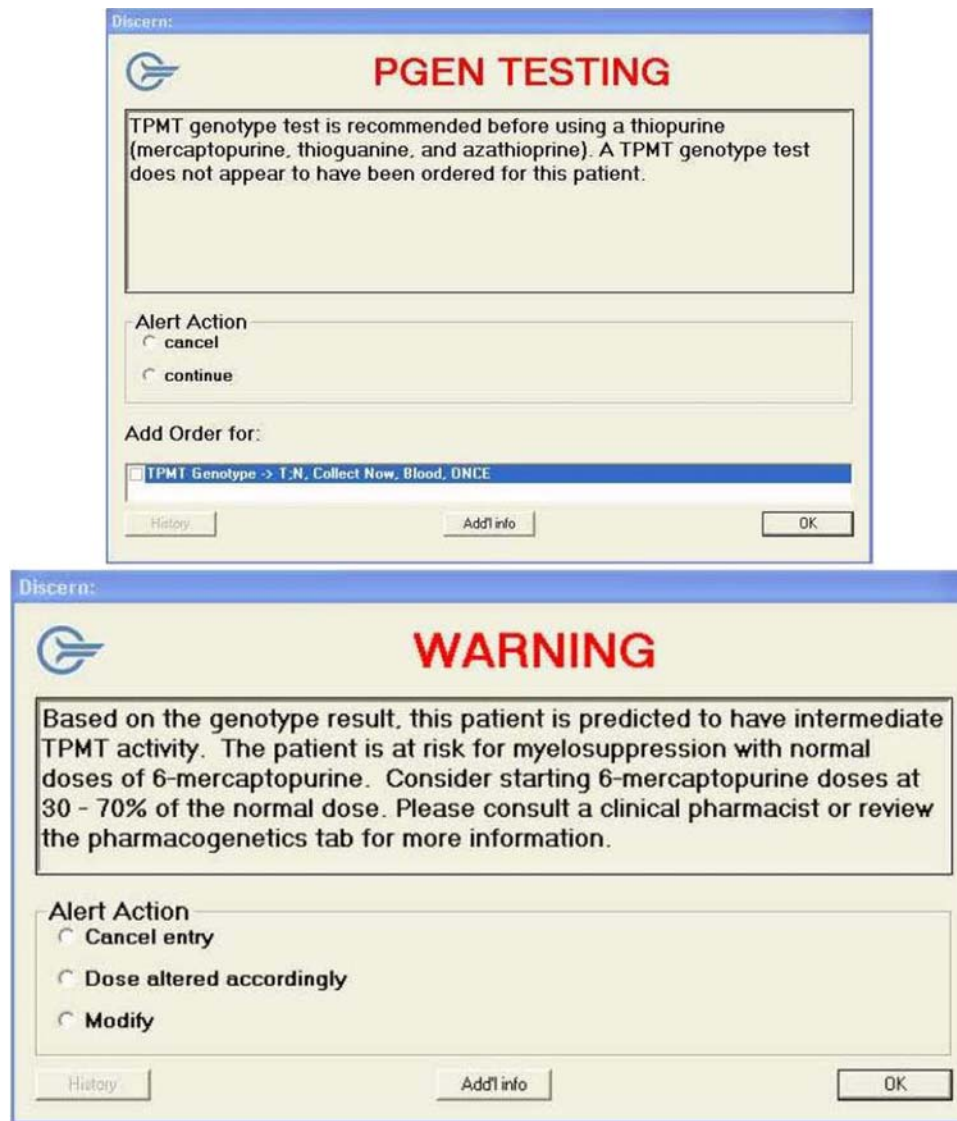 Discern:
PGEN TESTING
TPMT genotype test is recommended before using a thiopurine
(mercaptopurine, thioguanine, and azathioprine). A TPMT genotype test
does not appear to have been ordered for this patient.
Alert Action
cancel
continue
Add Order for:
TPMT Genotype -> T;N, Collect Now, Blood, ONCE
History
Add'l info
OK
Discern:
WARNING
Based on the genotype result, this patient is predicted to have intermediate
TPMT activity. The patient is at risk for myelosuppression with normal
doses of 6-mercaptopurine. Consider starting 6-mercaptopurine doses at
30 - 70% of the normal dose. Please consult a clinical pharmacist or review
the pharmacogenetics tab for more information.
Alert Action
Cancel entry
Dose altered accordingly
Modify
History
Add'l info
OK